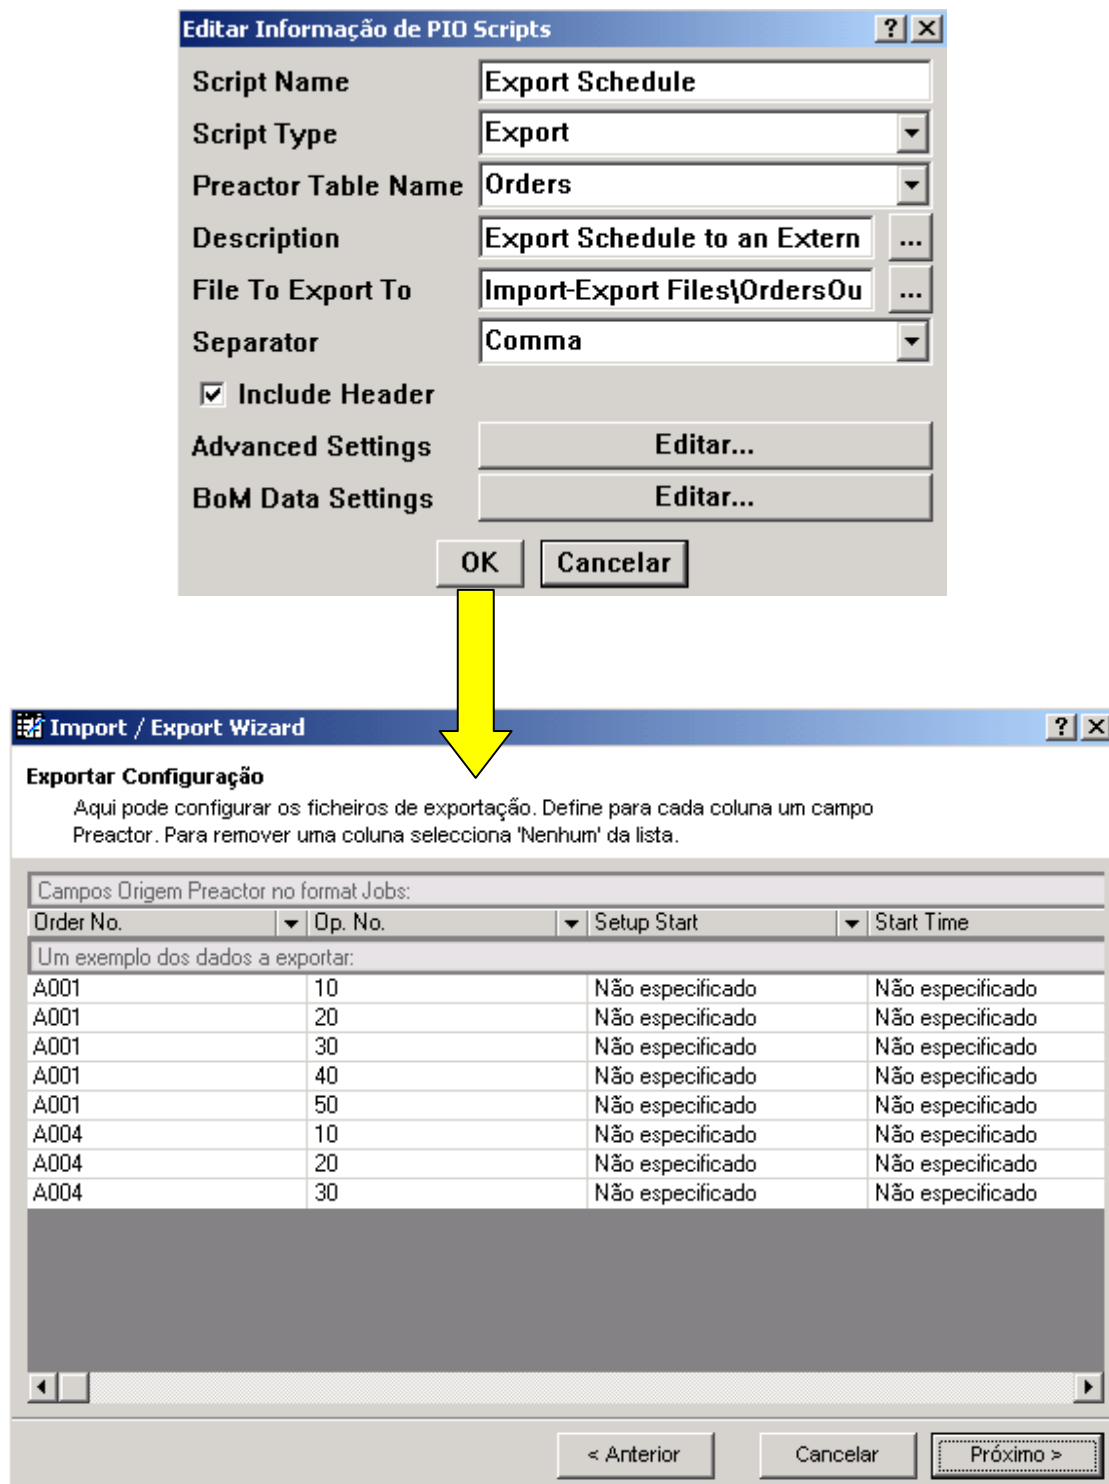 Editar Informação de PIO Scripts
Script Name Export Schedule
Script Type Export
Preactor Table Name Orders
Description Export Schedule to an Extern ...
File To Export To Import-Export Files\OrdersOu ...
Separator Comma
Include Header
Advanced Settings Editar...
BoM Data Settings Editar...
OK Cancelar
Import / Export Wizard
Exportar Configuração
Aqui pode configurar os ficheiros de exportação. Define para cada coluna um campo
Preactor. Para remover uma coluna selecciona 'Nenhum' da lista.
Campos Origem Preactor no format Jobs:
Order No. Op. No. Setup Start Start Time
Um exemplo dos dados a exportar:
A001 10 Não especificado Não especificado
A001 20 Não especificado Não especificado
A001 30 Não especificado Não especificado
A001 40 Não especificado Não especificado
A001 50 Não especificado Não especificado
A004 10 Não especificado Não especificado
A004 20 Não especificado Não especificado
A004 30 Não especificado Não especificado
< Anterior Cancelar Próximo >